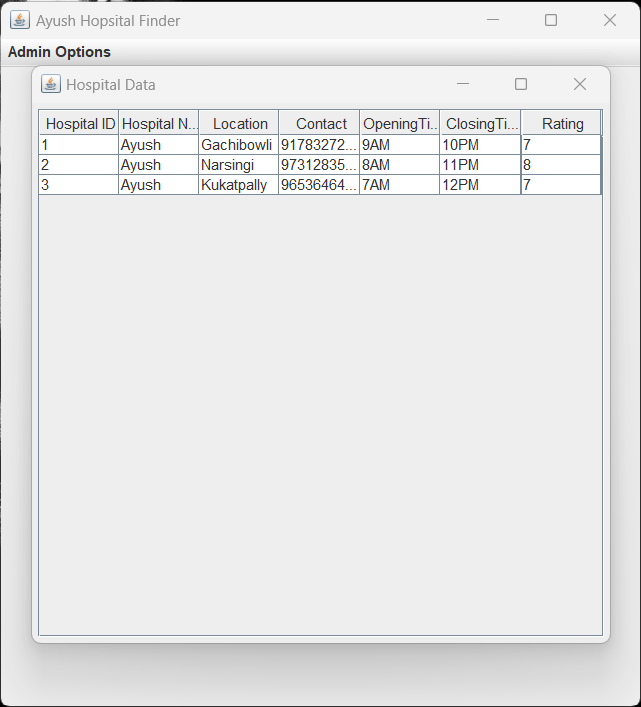 Ayush Hopsital Finder
Admin Options
Hospital Data
Hospital ID Hospital N... Location Contact OpeningTi... ClosingTi... Rating
1 Ayush Gachibowli 91783272... 9AM 10PM 7
2 Ayush Narsingi 97312835... 8AM 11PM 8
3 Ayush Kukatpally 96536464... 7AM 12PM 7